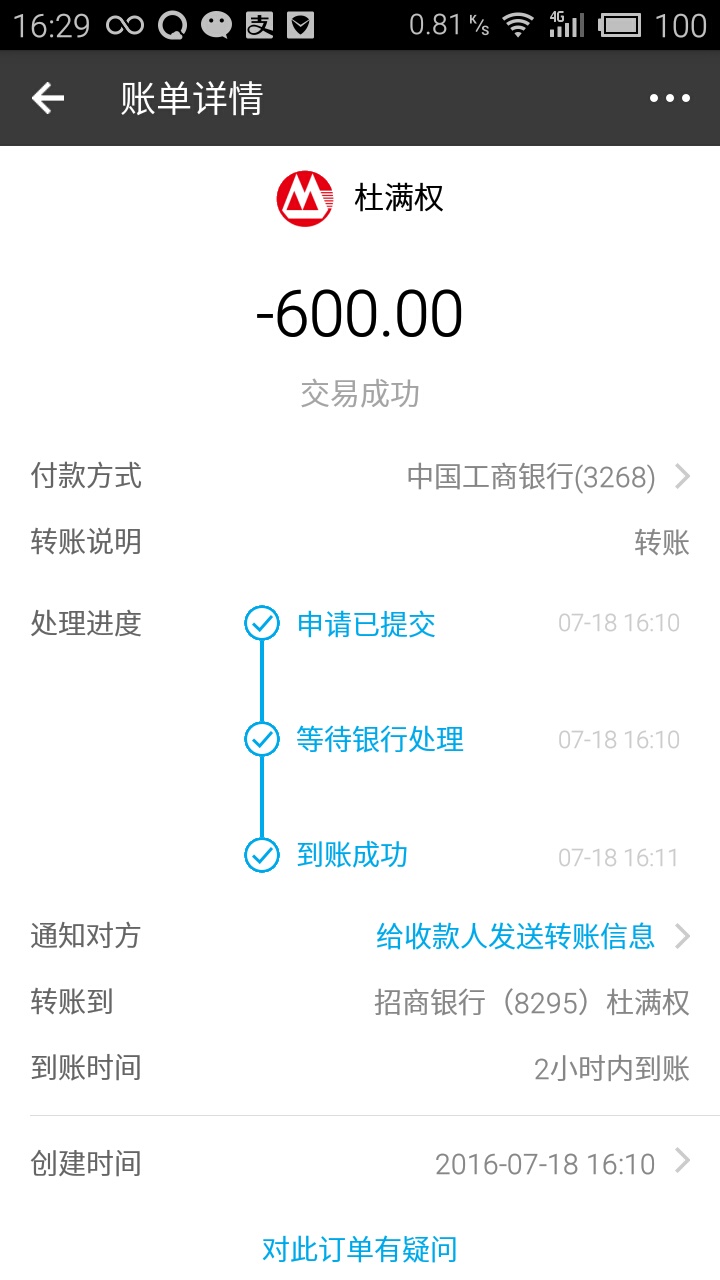 16:29 支 0.81 K/s 4G 100
账单详情
杜满权
-600.00
交易成功
付款方式 中国工商银行(3268)
转账说明 转账
处理进度 申请已提交 07-18 16:10
等待银行处理 07-18 16:10
到账成功 07-18 16:11
通知对方 给收款人发送转账信息
转账到 招商银行（8295）杜满权
到账时间 2小时内到账
创建时间 2016-07-18 16:10
对此订单有疑问